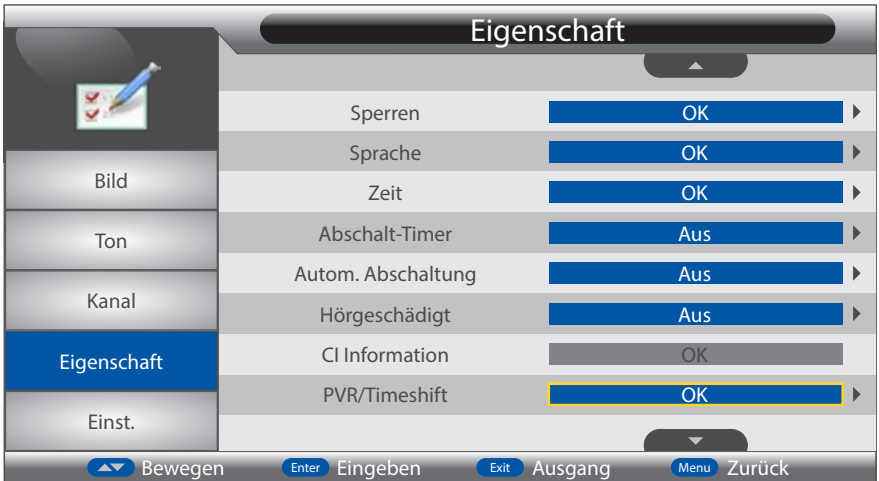 Eigenschaft
Bild
Ton
Kanal
Eigenschaft
Einst.
Sperren OK
Sprache OK
Zeit OK
Abschalt-Timer Aus
Autom. Abschaltung Aus
Hörgeschädigt Aus
CI Information OK
PVR/Timeshift OK
Bewegen Enter Eingeben Exit Ausgang Menu Zurück